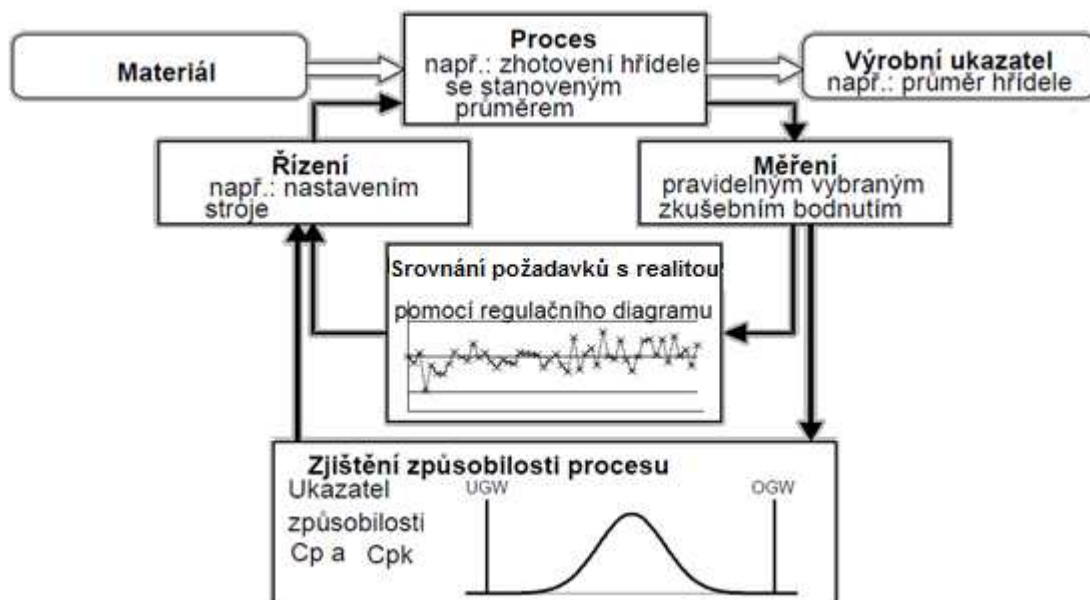 Proces
např.: zhotovení hřídele
se stanoveným
průměrem
Materiál
Výrobní ukazatel
např.: průměr hřídele
Řízení
např.: nastavením
stroje
Měření
pravidelným vybraným
zkušebním bodnutím
Srovnání požadavků s realitou
pomocí regulačního diagramu
Zjištění způsobilosti procesu
Ukazatel
způsobilosti
Cp a Cpk
UGW
OGW